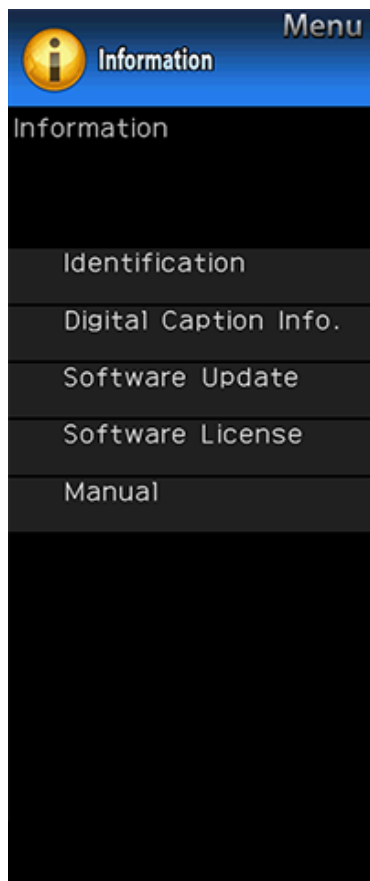 Menu
Information
Information
Identification
Digital Caption Info.
Software Update
Software License
Manual